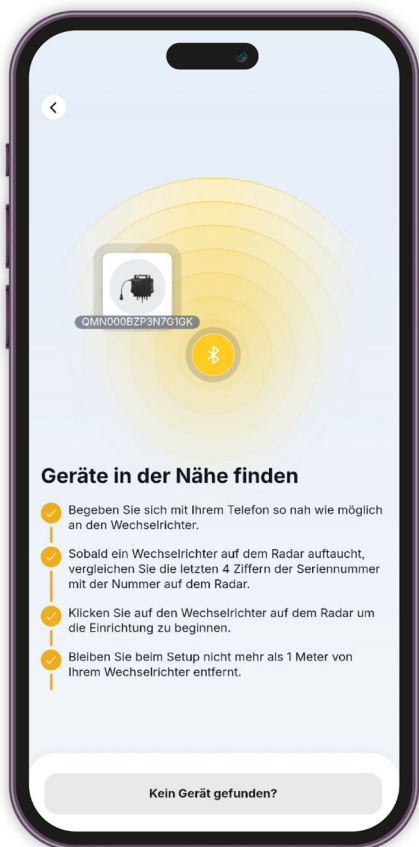 QMN000BZP3N7G1GK
Geräte in der Nähe finden
Begeben Sie sich mit Ihrem Telefon so nah wie möglich
an den Wechselrichter.
Sobald ein Wechselrichter auf dem Radar auftaucht,
vergleichen Sie die letzten 4 Ziffern der Seriennummer
mit der Nummer auf dem Radar.
Klicken Sie auf den Wechselrichter auf dem Radar um
die Einrichtung zu beginnen.
Bleiben Sie beim Setup nicht mehr als 1 Meter von
Ihrem Wechselrichter entfernt.
Kein Gerät gefunden?